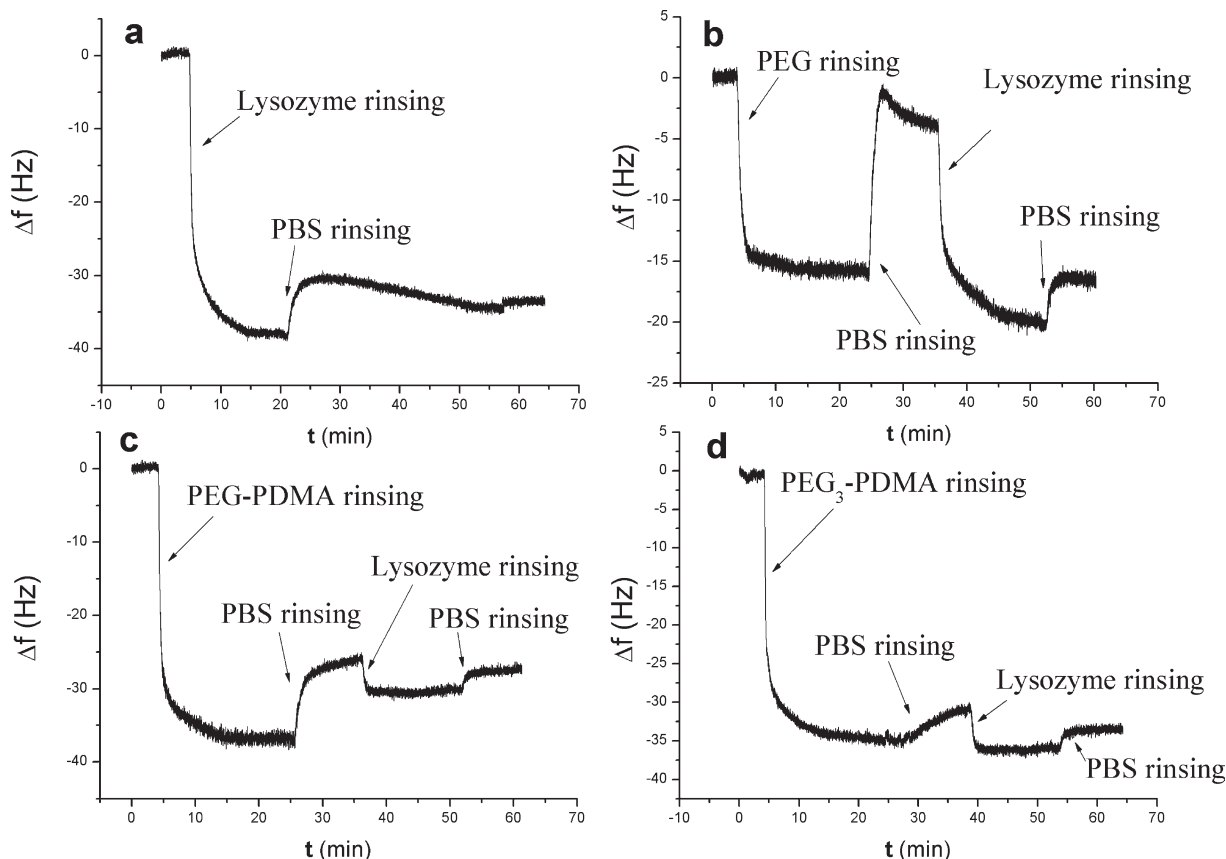 a
0
-10
-20
-30
-40
Δf (Hz)
Lysozyme rinsing
PBS rinsing
-10 0 10 20 30 40 50 60 70
t (min)
b
5
0
-5
-10
-15
-20
-25
Δf (Hz)
PEG rinsing
Lysozyme rinsing
PBS rinsing
PBS rinsing
0 10 20 30 40 50 60 70
t (min)
c
0
-10
-20
-30
-40
Δf (Hz)
PEG-PDMA rinsing
Lysozyme rinsing
PBS rinsing
PBS rinsing
0 10 20 30 40 50 60 70
t (min)
d
5
0
-5
-10
-15
-20
-25
-30
-35
-40
Δf (Hz)
PEG₃-PDMA rinsing
PBS rinsing
Lysozyme rinsing
PBS rinsing
-10 0 10 20 30 40 50 60 70
t (min)